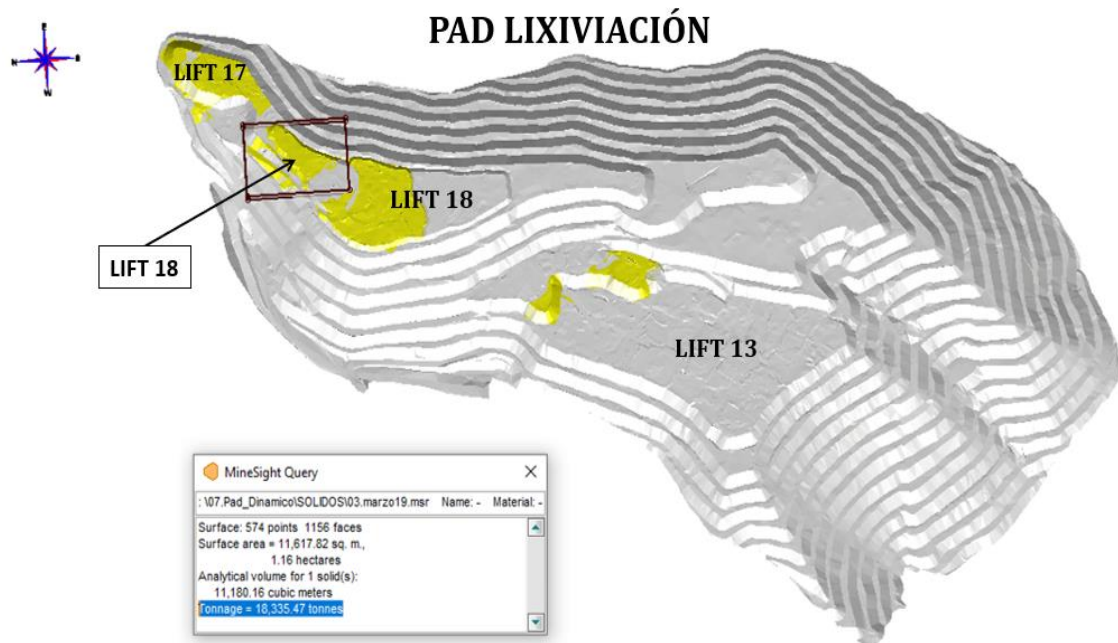 PAD LIXIVIACIÓN
LIFT 17
LIFT 18
LIFT 18
LIFT 13
MineSight Query
: \07.Pad_Dinamico\SOLIDOS\03.marzo19.msr Name: - Material: -
Surface: 574 points 1156 faces
Surface area = 11,617.82 sq. m.,
1.16 hectares
Analytical volume for 1 solid(s):
11,180.16 cubic meters
Tonnage = 18,335.47 tonnes